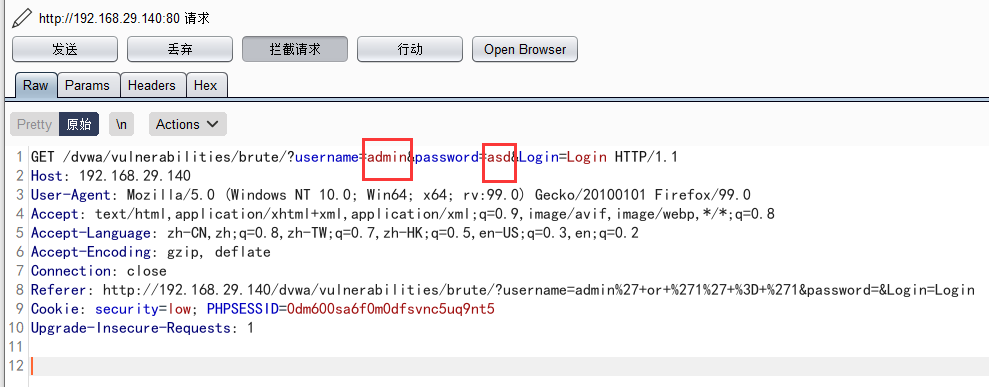 http://192.168.29.140:80 请求
发送 丢弃 拦截请求 行动 Open Browser
Raw Params Headers Hex
Pretty 原始 \n Actions
1 GET /dvwa/vulnerabilities/brute/?username=admin&password=asd&Login=Login HTTP/1.1
2 Host: 192.168.29.140
3 User-Agent: Mozilla/5.0 (Windows NT 10.0; Win64; x64; rv:99.0) Gecko/20100101 Firefox/99.0
4 Accept: text/html,application/xhtml+xml,application/xml;q=0.9,image/avif,image/webp,*/*;q=0.8
5 Accept-Language: zh-CN,zh;q=0.8,zh-TW;q=0.7,zh-HK;q=0.5,en-US;q=0.3,en;q=0.2
6 Accept-Encoding: gzip, deflate
7 Connection: close
8 Referer: http://192.168.29.140/dvwa/vulnerabilities/brute/?username=admin%27+or+%271%27+%3D+%271&password=&Login=Login
9 Cookie: security=low; PHPSESSID=0dm600sa6f0m0dfsvnc5uq9nt5
10 Upgrade-Insecure-Requests: 1
11
12